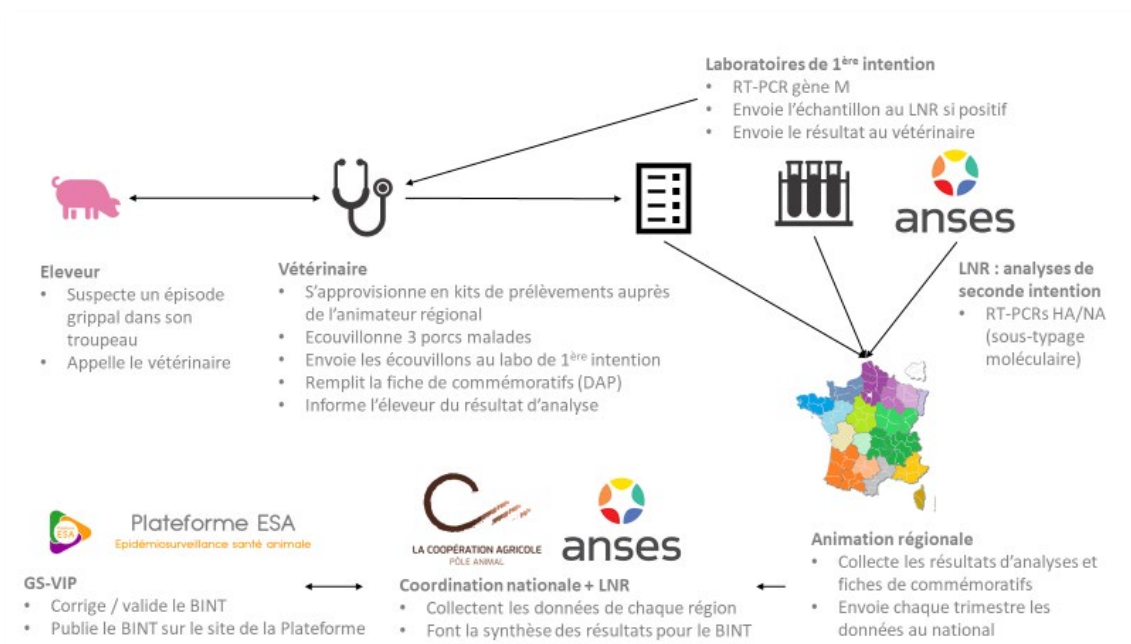 Laboratoires de 1ère intention
• RT-PCR gène M
• Envoie l'échantillon au LNR si positif
• Envoie le résultat au vétérinaire
anses
Eleveur
• Suspecte un épisode
grippal dans son
troupeau
• Appelle le vétérinaire
Vétérinaire
• S'approvisionne en kits de prélèvements auprès
de l'animateur régional
• Ecouvillonne 3 porcs malades
• Envoie les écouvillons au labo de 1ère intention
• Remplit la fiche de commémoratifs (DAP)
• Informe l'éleveur du résultat d'analyse
LNR : analyses de
seconde intention
• RT-PCRs HA/NA
(sous-typage
moléculaire)
Plateforme ESA
Epidémiosurveillance santé animale
ESA
GS-VIP
• Corrige / valide le BINT
• Publie le BINT sur le site de la Plateforme
LA COOPÉRATION AGRICOLE
PÔLE ANIMAL
anses
Coordination nationale + LNR
• Collectent les données de chaque région
• Font la synthèse des résultats pour le BINT
Animation régionale
• Collecte les résultats d'analyses et
fiches de commémoratifs
• Envoie chaque trimestre les
données au national